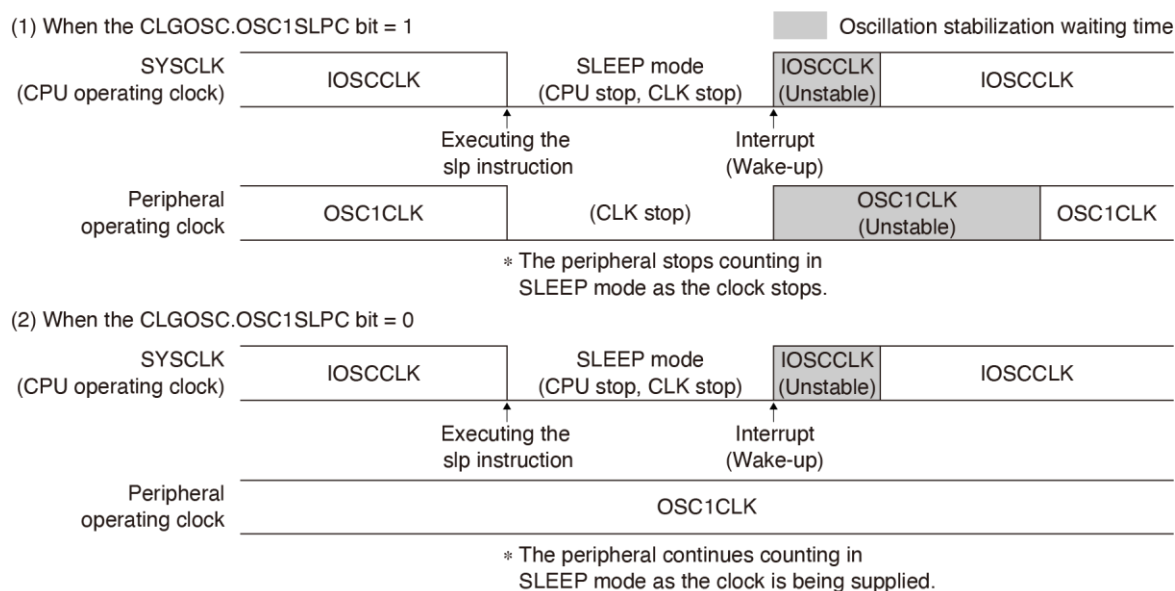 (1) When the CLGOSC.OSC1SLPC bit = 1
Oscillation stabilization waiting time
SYSCLK
(CPU operating clock)
IOSCCLK
SLEEP mode
(CPU stop, CLK stop)
IOSCCLK
(Unstable)
IOSCCLK
Executing the
slp instruction
Interrupt
(Wake-up)
Peripheral
operating clock
OSC1CLK
(CLK stop)
OSC1CLK
(Unstable)
OSC1CLK
* The peripheral stops counting in
SLEEP mode as the clock stops.
(2) When the CLGOSC.OSC1SLPC bit = 0
SYSCLK
(CPU operating clock)
IOSCCLK
SLEEP mode
(CPU stop, CLK stop)
IOSCCLK
(Unstable)
IOSCCLK
Executing the
slp instruction
Interrupt
(Wake-up)
Peripheral
operating clock
OSC1CLK
* The peripheral continues counting in
SLEEP mode as the clock is being supplied.